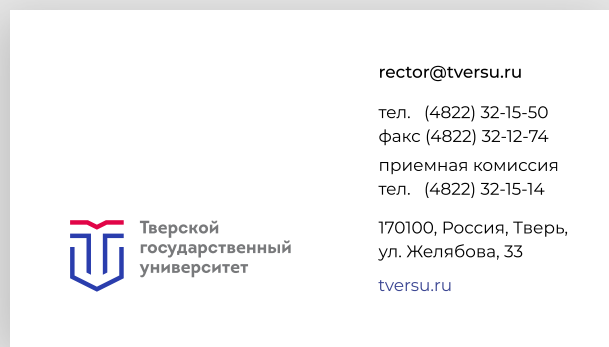 rector@tversu.ru
тел. (4822) 32-15-50
факс (4822) 32-12-74
приемная комиссия
тел. (4822) 32-15-14
Тверской
государственный
университет
170100, Россия, Тверь,
ул. Желябова, 33
tversu.ru